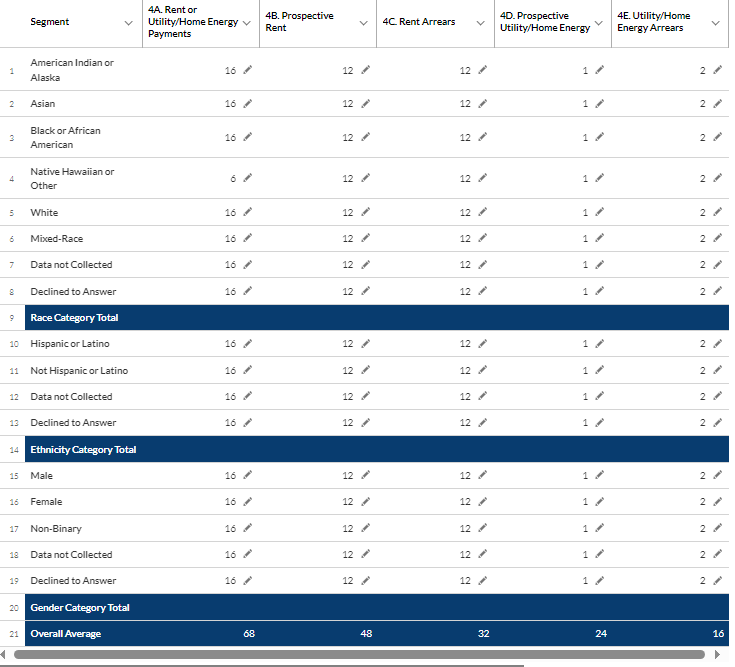 Segment 4A. Rent or Utility/Home Energy Payments 4B. Prospective Rent 4C. Rent Arrears 4D. Prospective Utility/Home Energy 4E. Utility/Home Energy Arrears
1 American Indian or Alaska 16 12 12 1 2
2 Asian 16 12 12 1 2
3 Black or African American 16 12 12 1 2
4 Native Hawaiian or Other 6 12 12 1 2
5 White 16 12 12 1 2
6 Mixed-Race 16 12 12 1 2
7 Data not Collected 16 12 12 1 2
8 Declined to Answer 16 12 12 1 2
9 Race Category Total
10 Hispanic or Latino 16 12 12 1 2
11 Not Hispanic or Latino 16 12 12 1 2
12 Data not Collected 16 12 12 1 2
13 Declined to Answer 16 12 12 1 2
14 Ethnicity Category Total
15 Male 16 12 12 1 2
16 Female 16 12 12 1 2
17 Non-Binary 16 12 12 1 2
18 Data not Collected 16 12 12 1 2
19 Declined to Answer 16 12 12 1 2
20 Gender Category Total
21 Overall Average 68 48 32 24 16